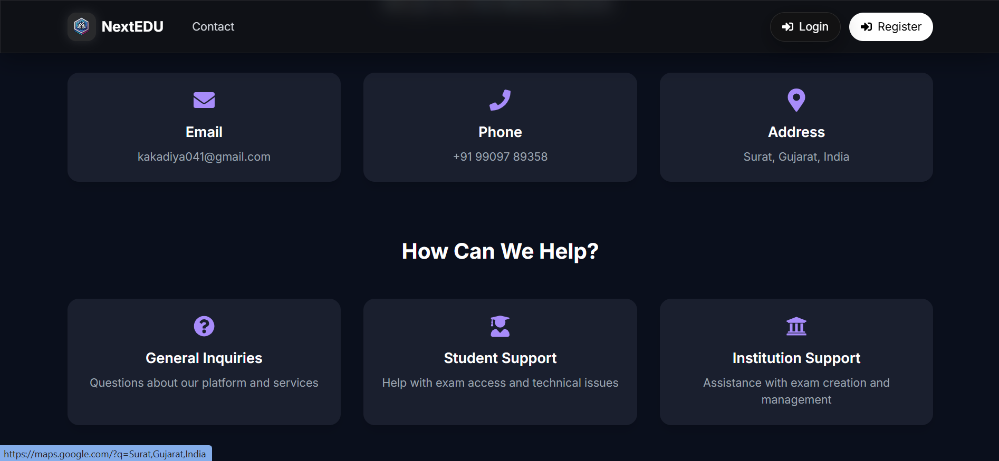 NextEDU
Contact
Login
Register
Email
kakadiya041@gmail.com
Phone
+91 99097 89358
Address
Surat, Gujarat, India
How Can We Help?
General Inquiries
Questions about our platform and services
Student Support
Help with exam access and technical issues
Institution Support
Assistance with exam creation and
management
https://maps.google.com/?q=Surat,Gujarat,India